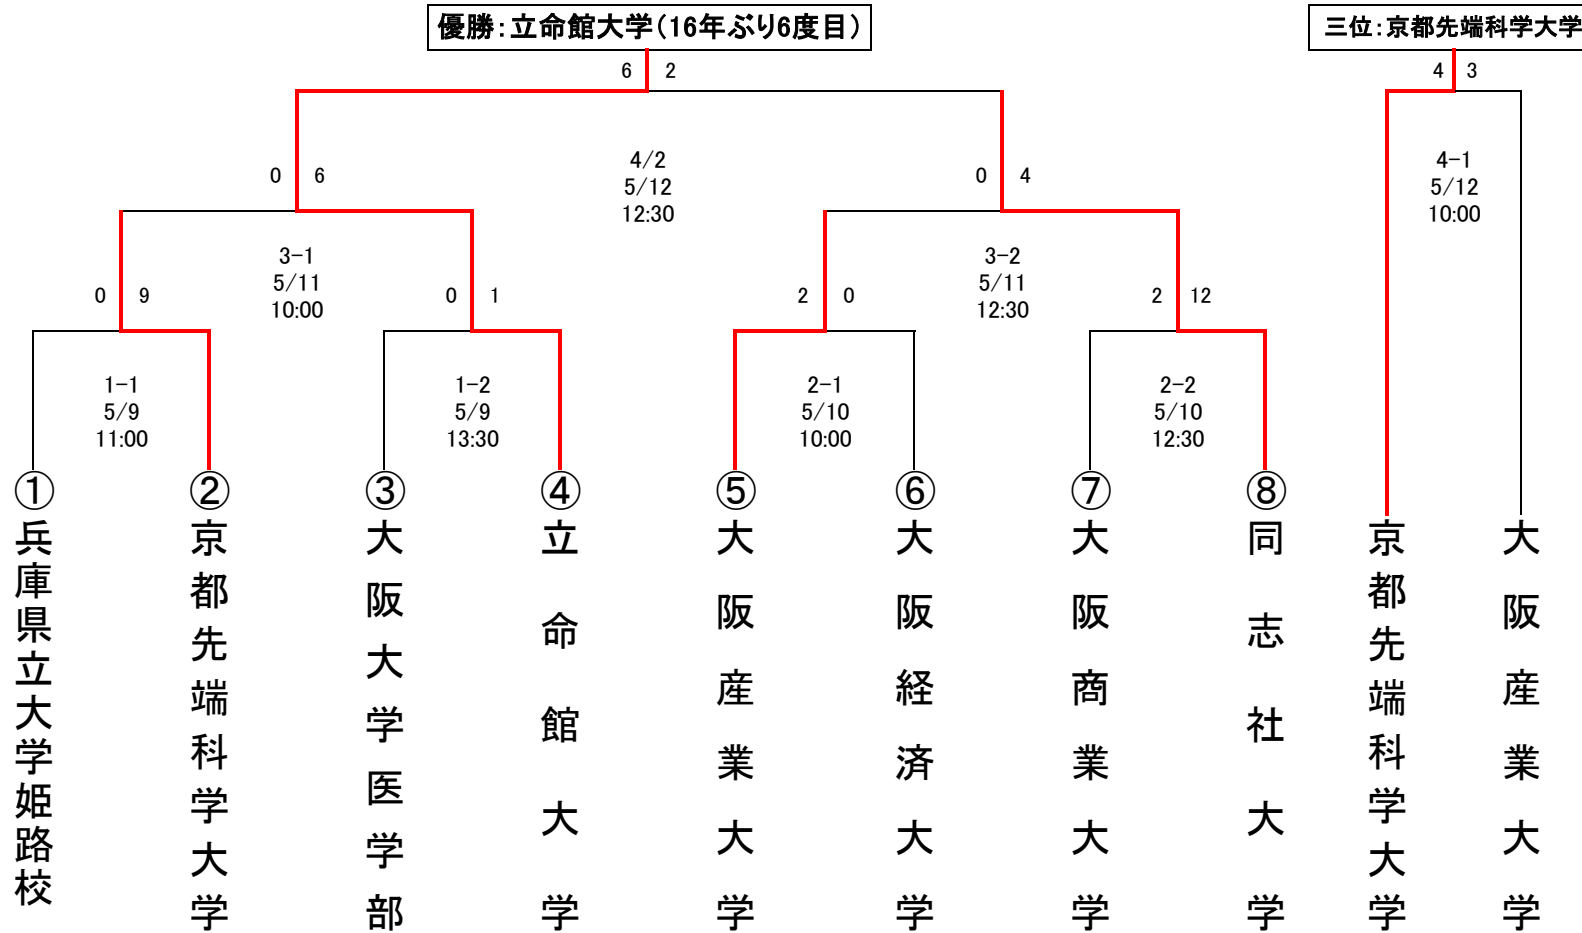 優勝：立命館大学（16年ぶり6度目）
三位：京都先端科学大学
6 2
4 3
0 6
4/2
5/12
12:30
0 4
4-1
5/12
10:00
3-1
5/11
10:00
3-2
5/11
12:30
0 9
0 1
2 0
2 12
1-1
5/9
11:00
1-2
5/9
13:30
2-1
5/10
10:00
2-2
5/10
12:30
①兵庫県立大学姫路校
②京都先端科学大学
③大阪大学医学部
④立命館大学
⑤大阪産業大学
⑥大阪経済大学
⑦大阪商業大学
⑧同志社大学
京都先端科学大学
大阪産業大学